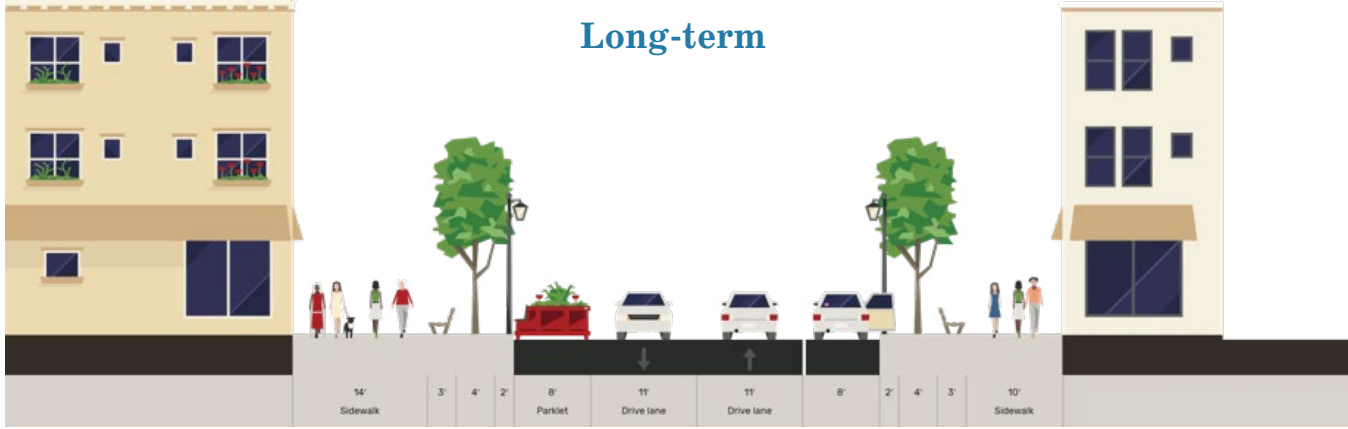 Long-term
14' 3' 4' 2' 8' 11' 11' 8' 2' 4' 3' 10'
Sidewalk Parklet Drive lane Drive lane Sidewalk